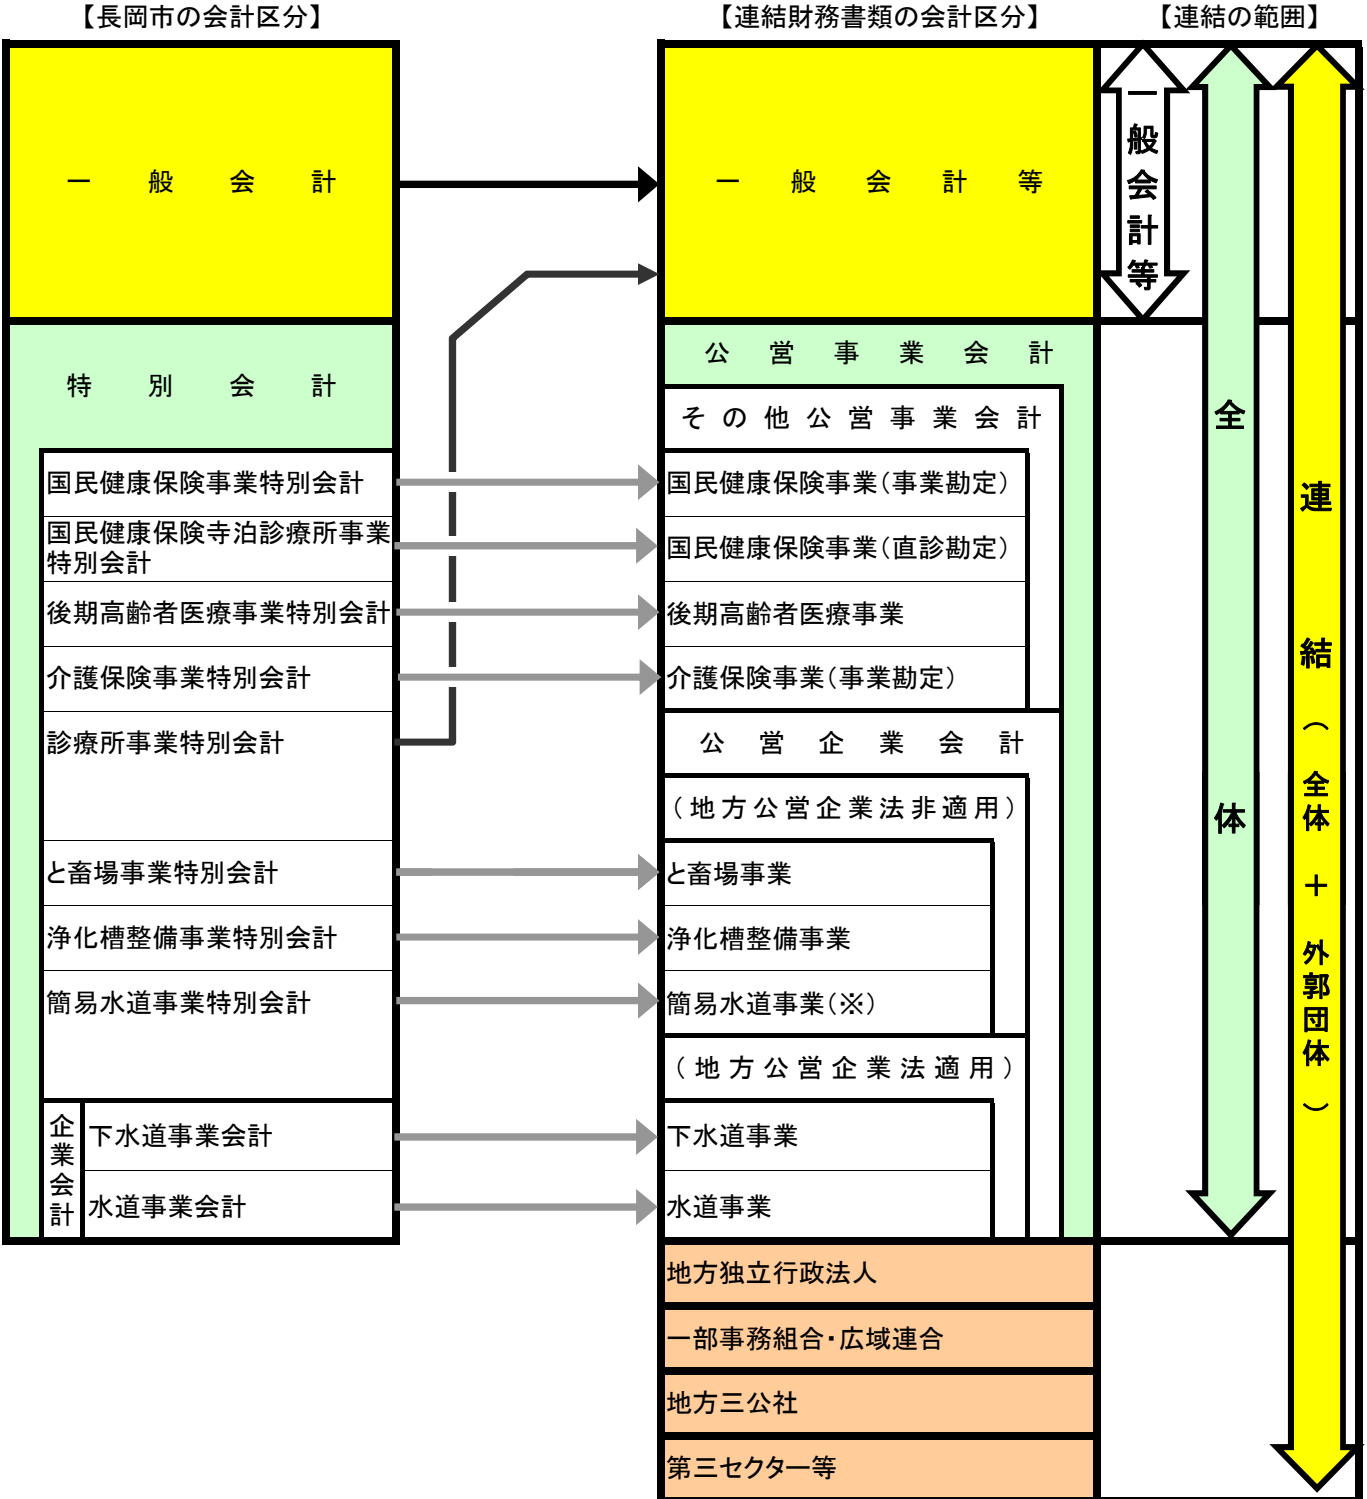 【長岡市の会計区分】
一般会計
特別会計
国民健康保険事業特別会計
国民健康保険寺泊診療所事業
特別会計
後期高齢者医療事業特別会計
介護保険事業特別会計
診療所事業特別会計
と畜場事業特別会計
浄化槽整備事業特別会計
簡易水道事業特別会計
企業会計
下水道事業会計
水道事業会計
【連結財務書類の会計区分】
一般会計等
公営事業会計
その他公営事業会計
国民健康保険事業（事業勘定）
国民健康保険事業（直診勘定）
後期高齢者医療事業
介護保険事業（事業勘定）
公営企業会計
（地方公営企業法非適用）
と畜場事業
浄化槽整備事業
簡易水道事業（※）
（地方公営企業法適用）
下水道事業
水道事業
地方独立行政法人
一部事務組合・広域連合
地方三公社
第三セクター等
【連結の範囲】
一般会計等
全体
連結（全体＋外郭団体）